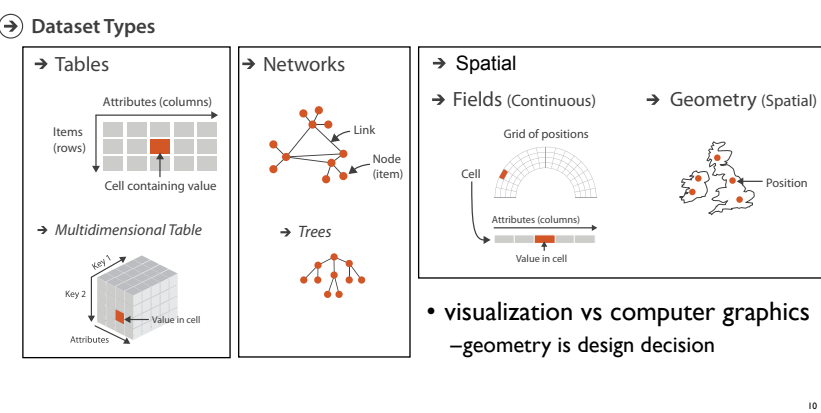 → Dataset Types
→ Tables
Attributes (columns)
Items
(rows)
Cell containing value
→ Multidimensional Table
Key 1
Key 2
Value in cell
Attributes
→ Networks
Link
Node
(item)
→ Trees
→ Spatial
→ Fields (Continuous)
Grid of positions
Cell
Attributes (columns)
Value in cell
→ Geometry (Spatial)
Position
• visualization vs computer graphics
–geometry is design decision
10